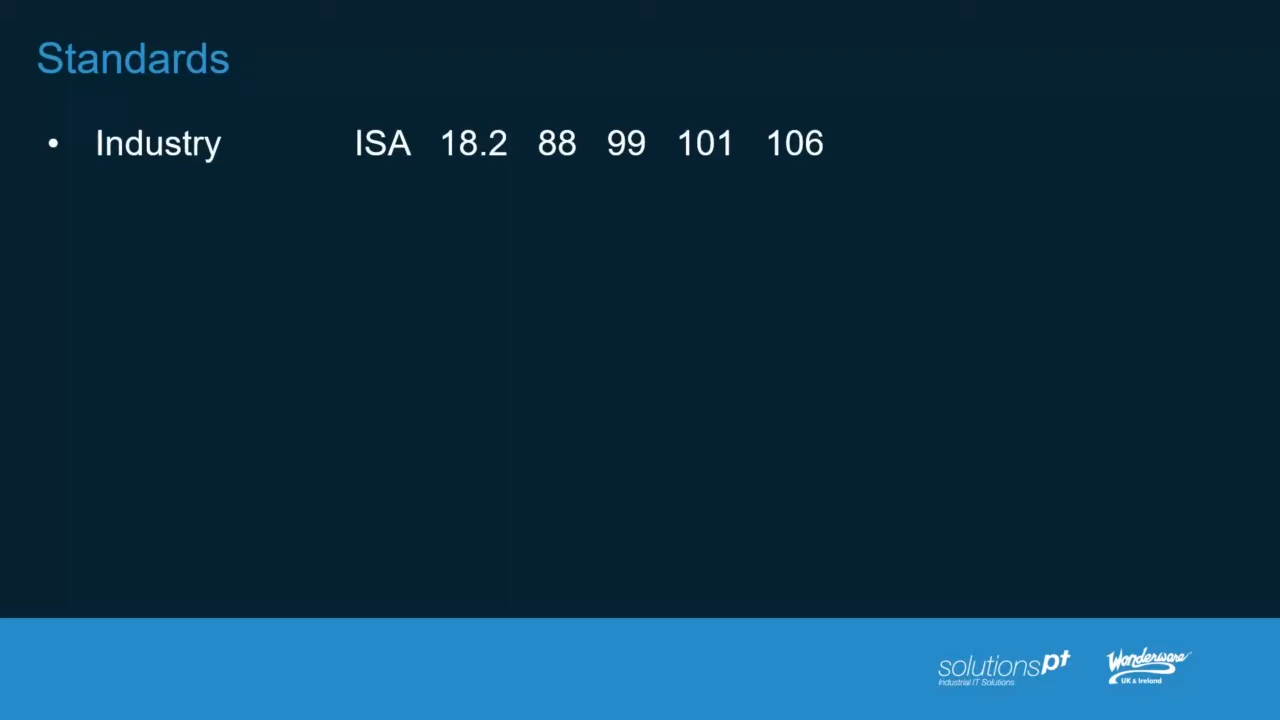 Standards
• Industry ISA 18.2 88 99 101 106
solutionspt
Industrial IT Solutions
Wonderware
UK & Ireland